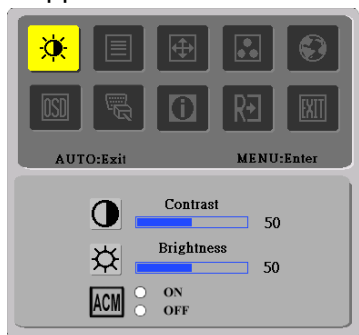 OSD R EXIT
AUTO:Exit MENU:Enter
Contrast
50
Brightness
50
ACM ON
OFF